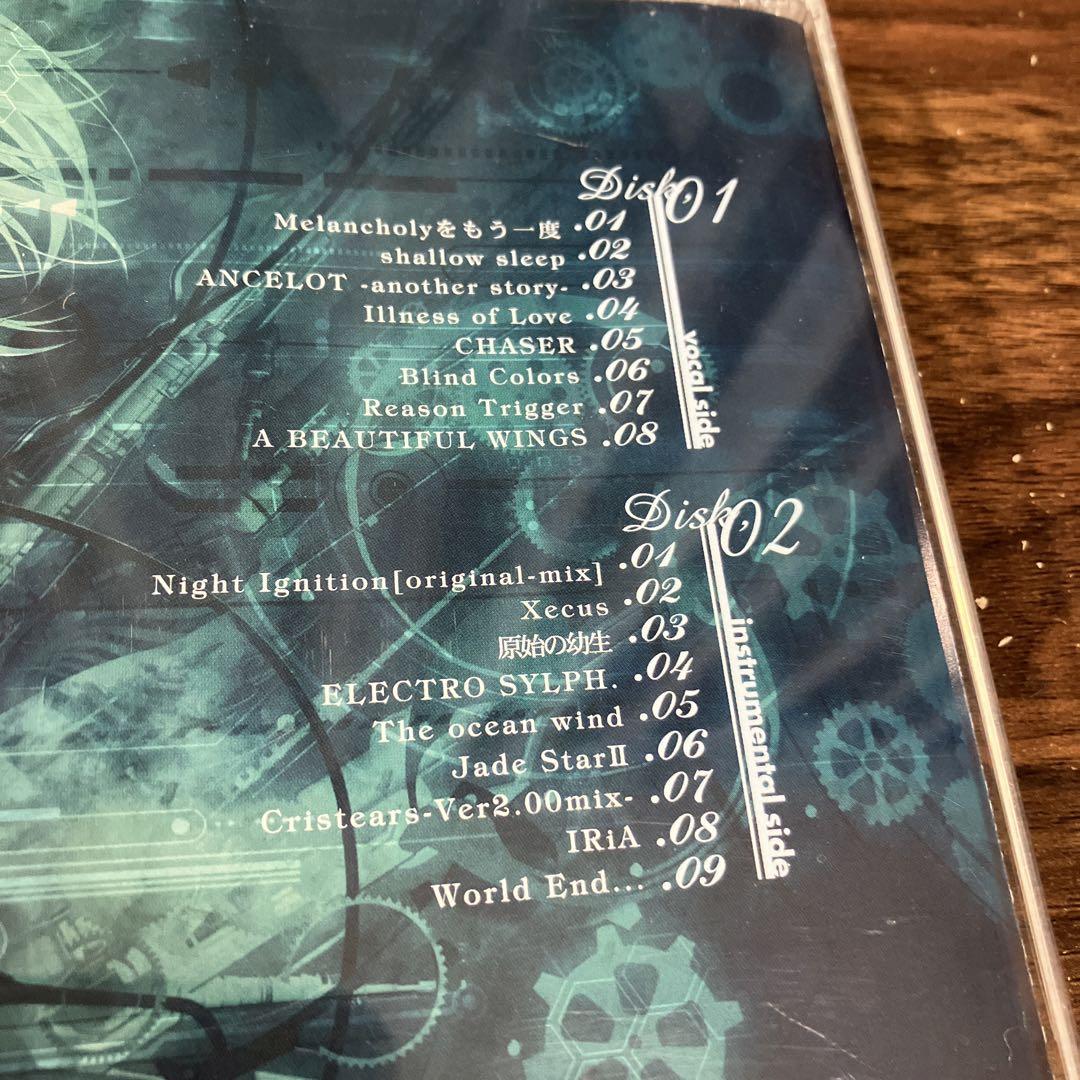 Disk,01
Melancholyをもう一度 .01
shallow sleep .02
ANCELOT -another story- .03
Illness of Love .04
CHASER .05
Blind Colors .06
Reason Trigger .07
A BEAUTIFUL WINGS .08
vocal side
Disk,02
Night Ignition[original-mix] .01
Xecus .02
原始の幼生 .03
ELECTRO SYLPH. .04
The ocean wind .05
Jade StarⅡ .06
Cristears-Ver2.00mix- .07
IRiA .08
World End... .09
instrumental side